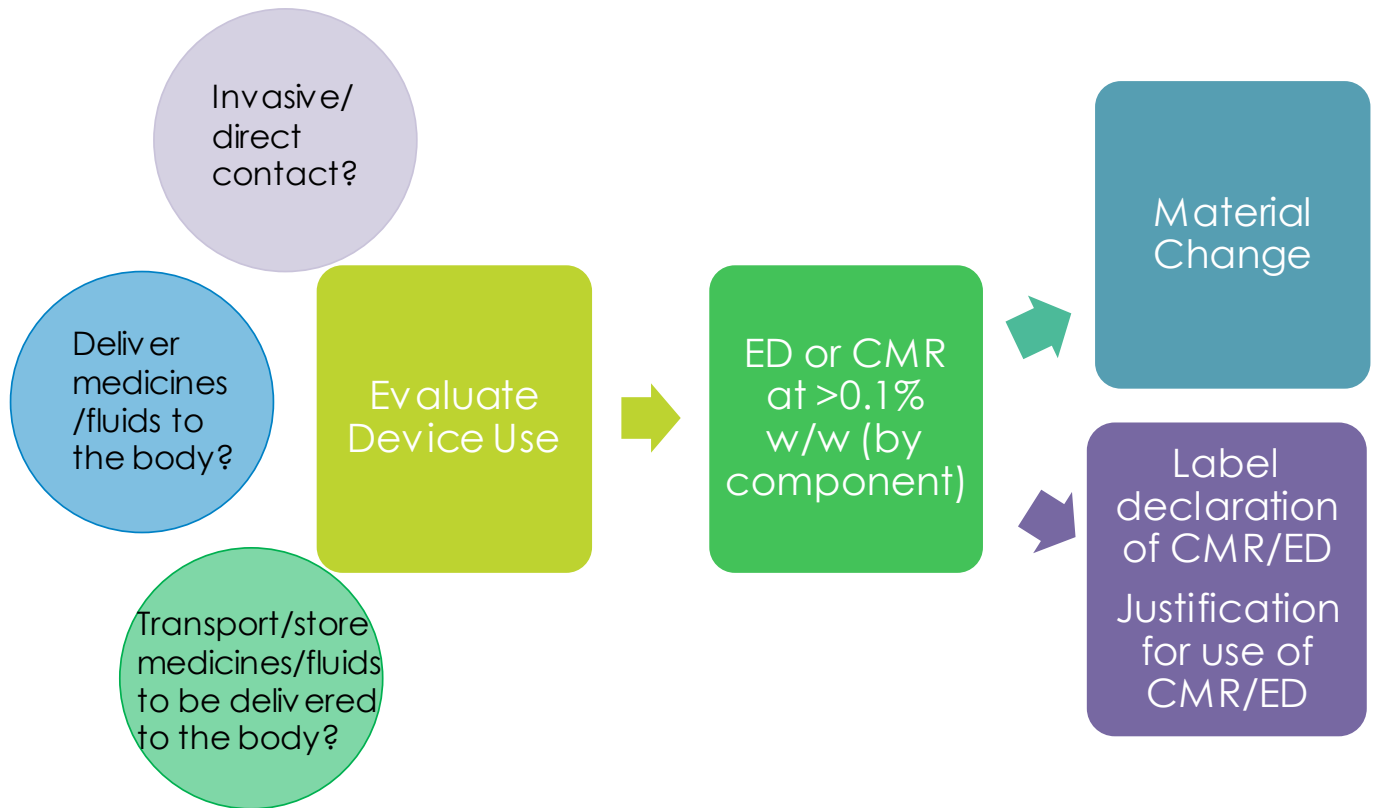 Invasive/
direct
contact?
Deliver
medicines
/fluids to
the body?
Transport/store
medicines/fluids
to be delivered
to the body?
Evaluate
Device Use
ED or CMR
at >0.1%
w/w (by
component)
Material
Change
Label
declaration
of CMR/ED
Justification
for use of
CMR/ED